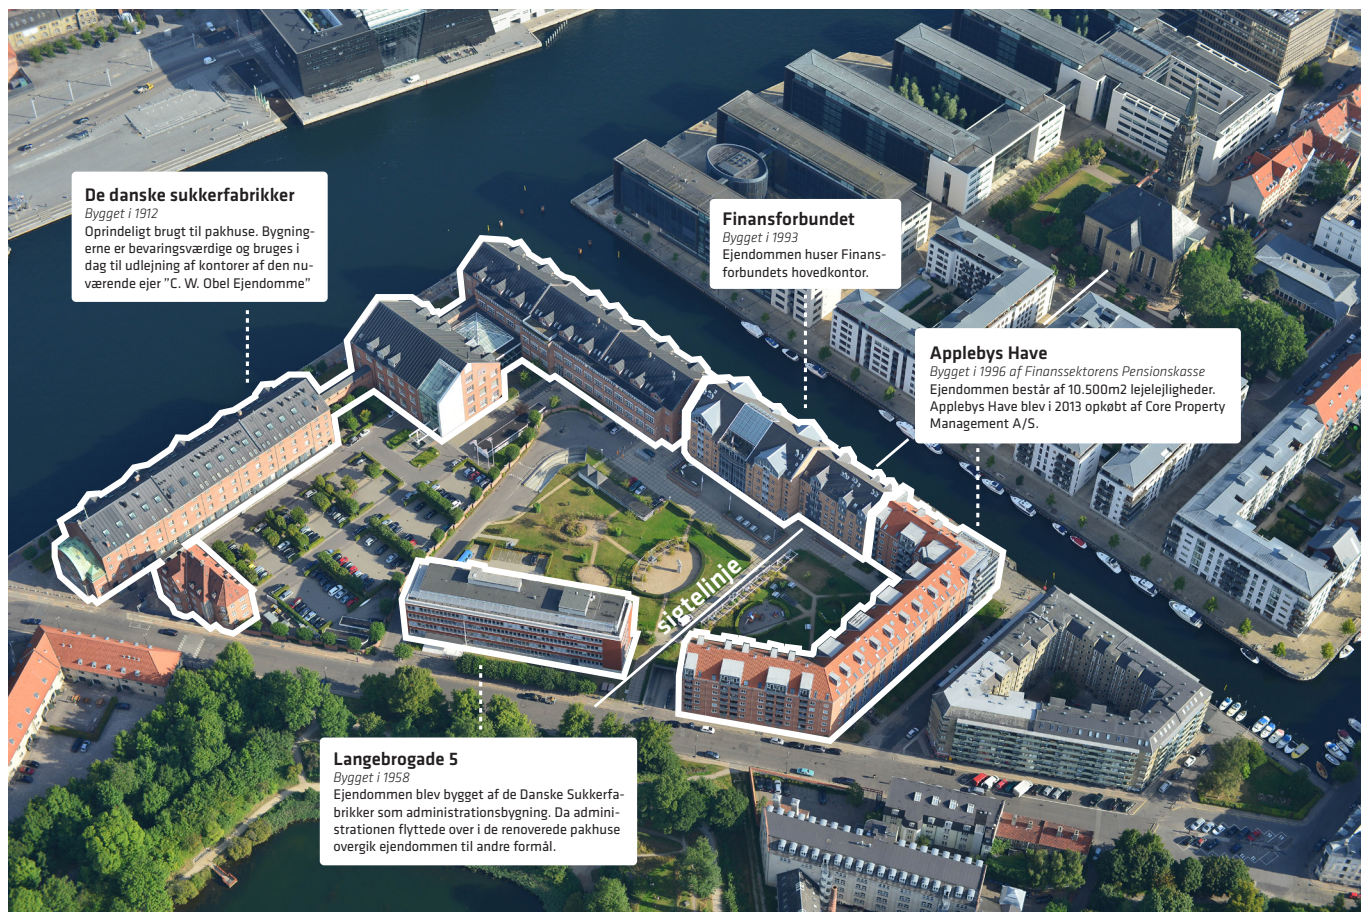 De danske sukkerfabrikker
Bygget i 1912
Oprindeligt brugt til pakhuse. Bygning-
erne er bevaringsværdige og bruges i
dag til udlejning af kontorer af den nu-
værende ejer ”C. W. Obel Ejendomme”
Finansforbundet
Bygget i 1993
Ejendommen huser Finans-
forbundets hovedkontor.
Applebys Have
Bygget i 1996 af Finanssektorens Pensionskasse
Ejendommen består af 10.500m2 lejelejligheder.
Applebys Have blev i 2013 opkøbt af Core Property
Management A/S.
sigtelinje
Langebrogade 5
Bygget i 1958
Ejendommen blev bygget af de Danske Sukkerfa-
brikker som administrationsbygning. Da admini-
strationen flyttede over i de renoverede pakhuse
overgik ejendommen til andre formål.